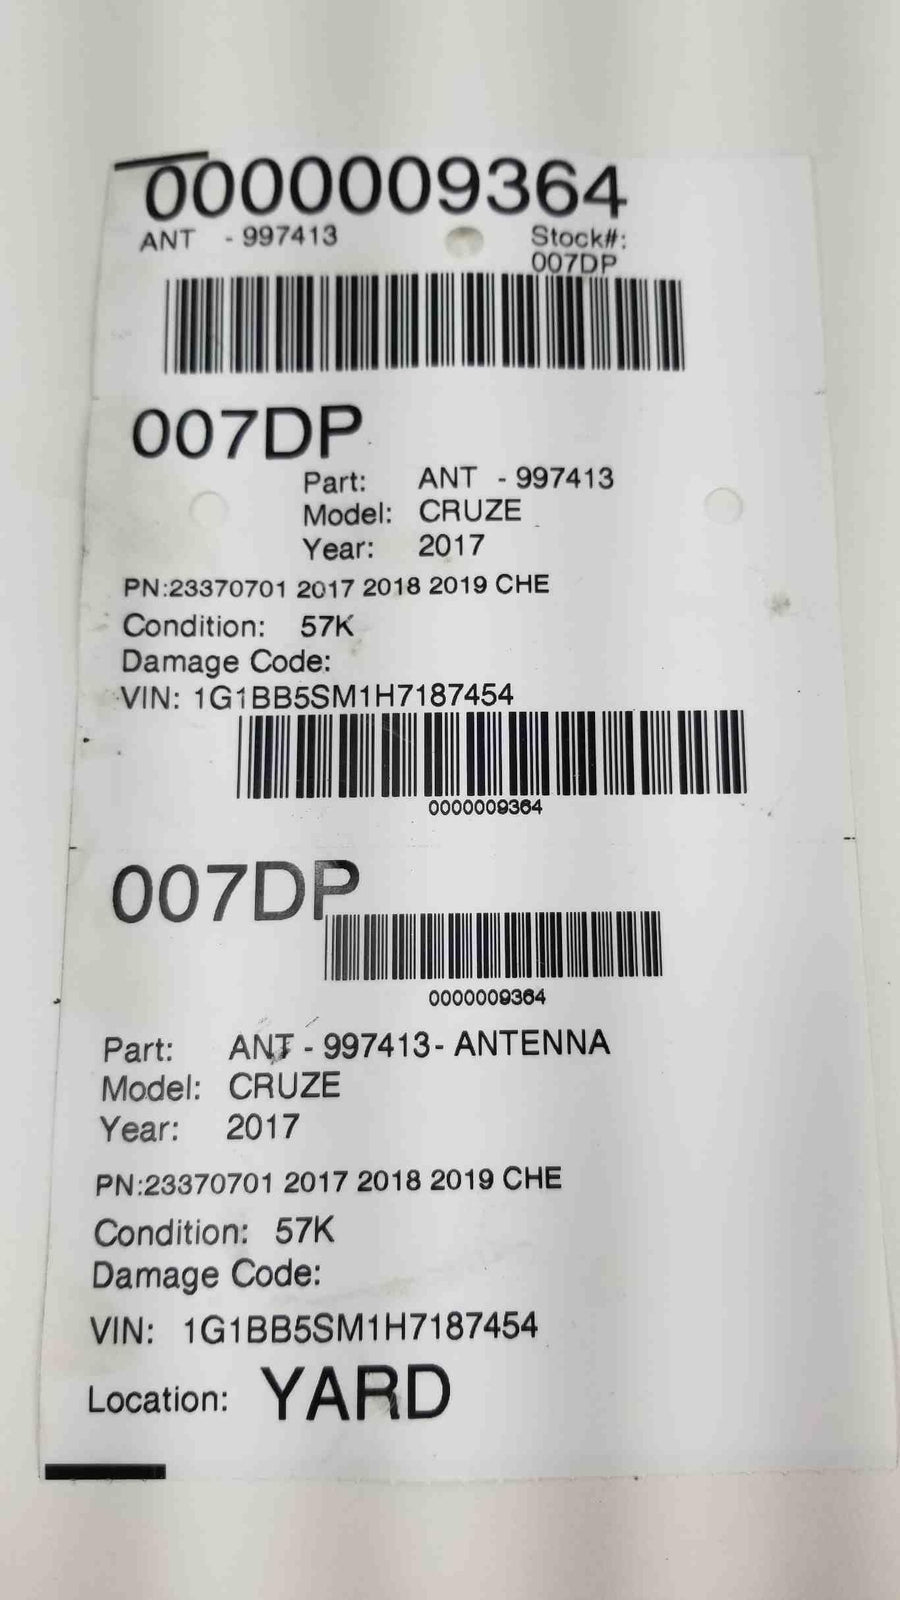 0000009364
ANT - 997413 Stock#:
007DP
007DP
Part: ANT - 997413
Model: CRUZE
Year: 2017
PN:23370701 2017 2018 2019 CHE
Condition: 57K
Damage Code:
VIN: 1G1BB5SM1H7187454
0000009364
007DP
0000009364
Part: ANT - 997413- ANTENNA
Model: CRUZE
Year: 2017
PN:23370701 2017 2018 2019 CHE
Condition: 57K
Damage Code:
VIN: 1G1BB5SM1H7187454
Location: YARD